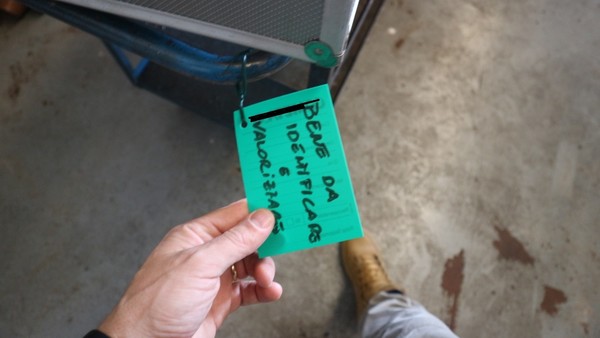 BENE DA
IDENTIFICARE
E
VALORIZZARE